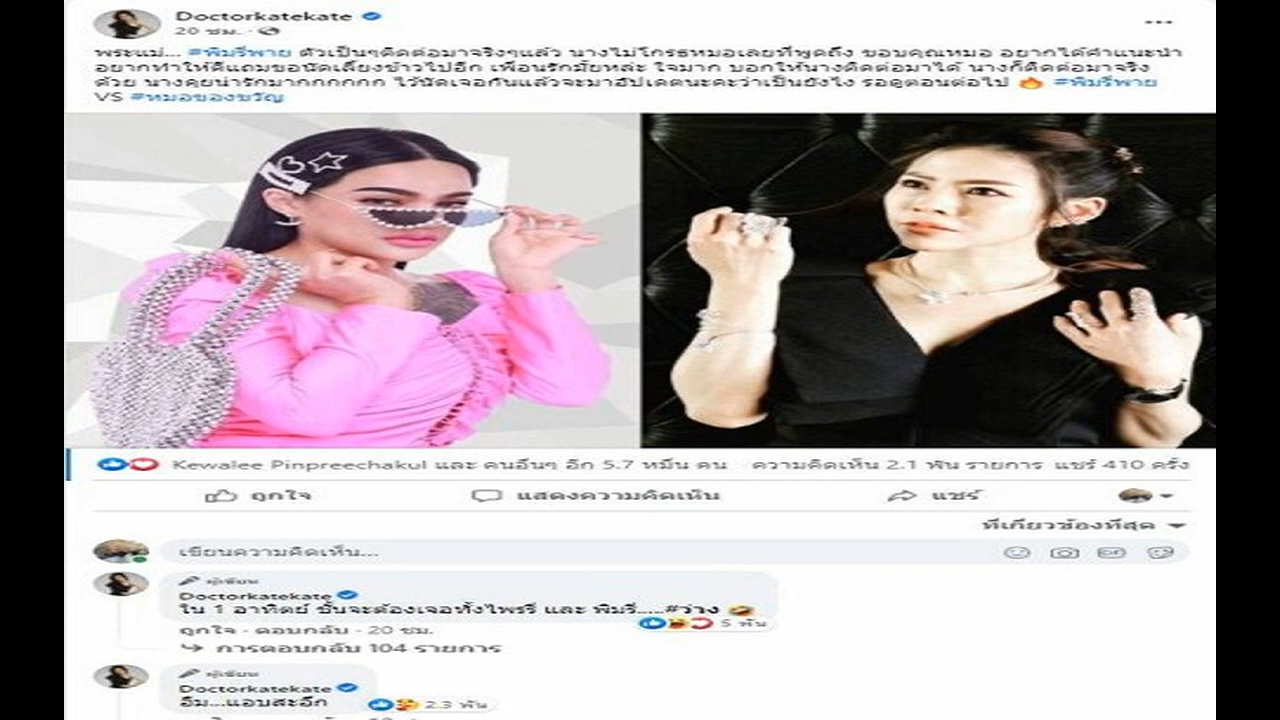 Doctorkatekate
20 ชม. ·
พระแม่... #พิมรี่พาย ตัวเป็นๆติดต่อมาจริงๆแล้ว นางไม่โกรธหมอเลยที่พูดถึง ขอบคุณหมอ อยากได้คำแนะนำ
อยากทำให้ดีแถมขอนัดเลี้ยงข้าวไปอีก เพื่อนรักมั้ยหล่ะ ใจมาก บอกให้นางติดต่อมาได้ นางก็ติดต่อมาจริง
ด้วย นางคุยน่ารักมากกกกกก ไว้นัดเจอกันแล้วจะมาอัปเดตนะคะว่าเป็นยังไง รอดูตอนต่อไป 🔥 #พิมรี่พาย
VS #หมอของขวัญ
Kewalee Pinpreechakul และ คนอื่นๆ อีก 5.7 หมื่น คน ความคิดเห็น 2.1 พัน รายการ แชร์ 410 ครั้ง
ถูกใจ แสดงความคิดเห็น แชร์
ที่เกี่ยวข้องที่สุด
เขียนความคิดเห็น...
ผู้เขียน
Doctorkatekate
ใน 1 อาทิตย์ ชั้นจะต้องเจอทั้งไพรรี่ และ พิมรี่.....#ว่าง 🤣
5 พัน
ถูกใจ · ตอบกลับ · 20 ชม.
การตอบกลับ 104 รายการ
ผู้เขียน
Doctorkatekate
อึม...แอบสะอึก
2.3 พัน